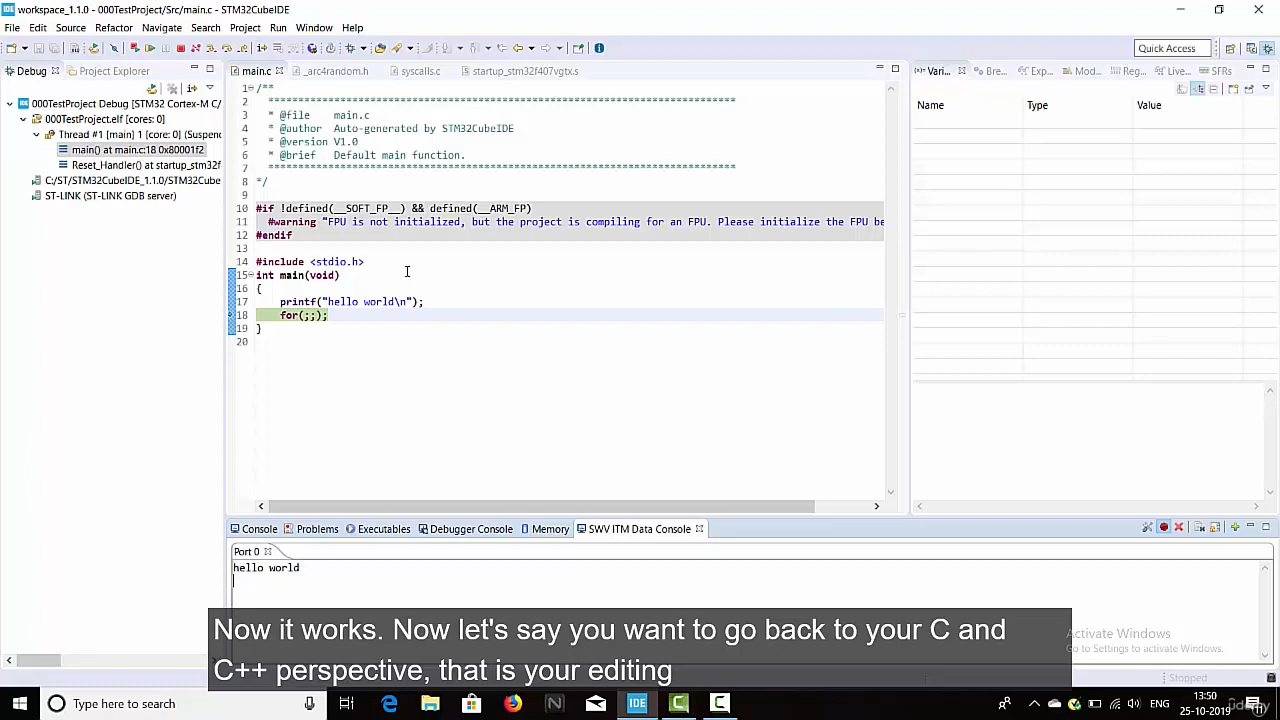 workspace_1.1.0 - 000TestProject/Src/main.c - STM32CubeIDE
File Edit Source Refactor Navigate Search Project Run Window Help
Quick Access
Debug Project Explorer
000TestProject Debug [STM32 Cortex-M C/
000TestProject.elf [cores: 0]
Thread #1 [main] 1 [core: 0] (Suspen
main() at main.c:18 0x80001f2
Reset_Handler() at startup_stm32f
C:/ST/STM32CubeIDE_1.1.0/STM32Cube
ST-LINK (ST-LINK GDB server)
main.c _arc4random.h syscalls.c startup_stm32f407vgtx.s
1 /**
2 ******************************************************************************
3 * @file main.c
4 * @author Auto-generated by STM32CubeIDE
5 * @version V1.0
6 * @brief Default main function.
7 ******************************************************************************
8 */
9
10 #if !defined(__SOFT_FP__) && defined(__ARM_FP)
11 #warning "FPU is not initialized, but the project is compiling for an FPU. Please initialize the FPU be
12 #endif
13
14 #include <stdio.h>
15 int main(void)
16 {
17 printf("hello world\n");
18 for(;;);
19 }
20
Vari... Bre... Exp... Mod... Reg... Live... SFRs
Name Type Value
Console Problems Executables Debugger Console Memory SWV ITM Data Console
Port 0
hello world
Now it works. Now let's say you want to go back to your C and
C++ perspective, that is your editing
Activate Windows
Go to Settings to activate Windows.
Stopped
Type here to search
ENG
13:50
25-10-2019
Udemy